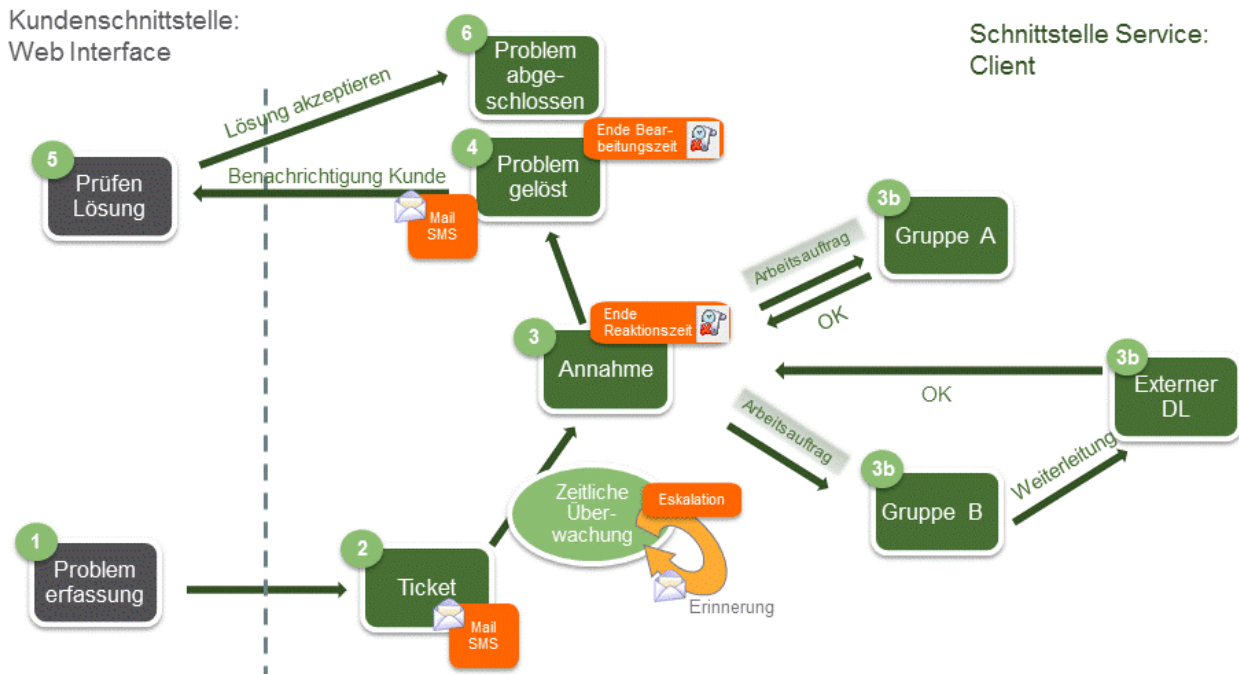 Kundenschnittstelle:
Web Interface
Schnittstelle Service:
Client
6
Problem
abge-
schlossen
Lösung akzeptieren
5
Prüfen
Lösung
Benachrichtigung Kunde
Mail
SMS
4
Problem
gelöst
Ende Bear-
beitungszeit
3b
Gruppe A
Arbeitsauftrag
OK
3
Annahme
Ende
Reaktionszeit
3b
Externer
DL
OK
Arbeitsauftrag
3b
Gruppe B
Weiterleitung
Zeitliche
Über-
wachung
Eskalation
Erinnerung
1
Problem
erfassung
2
Ticket
Mail
SMS